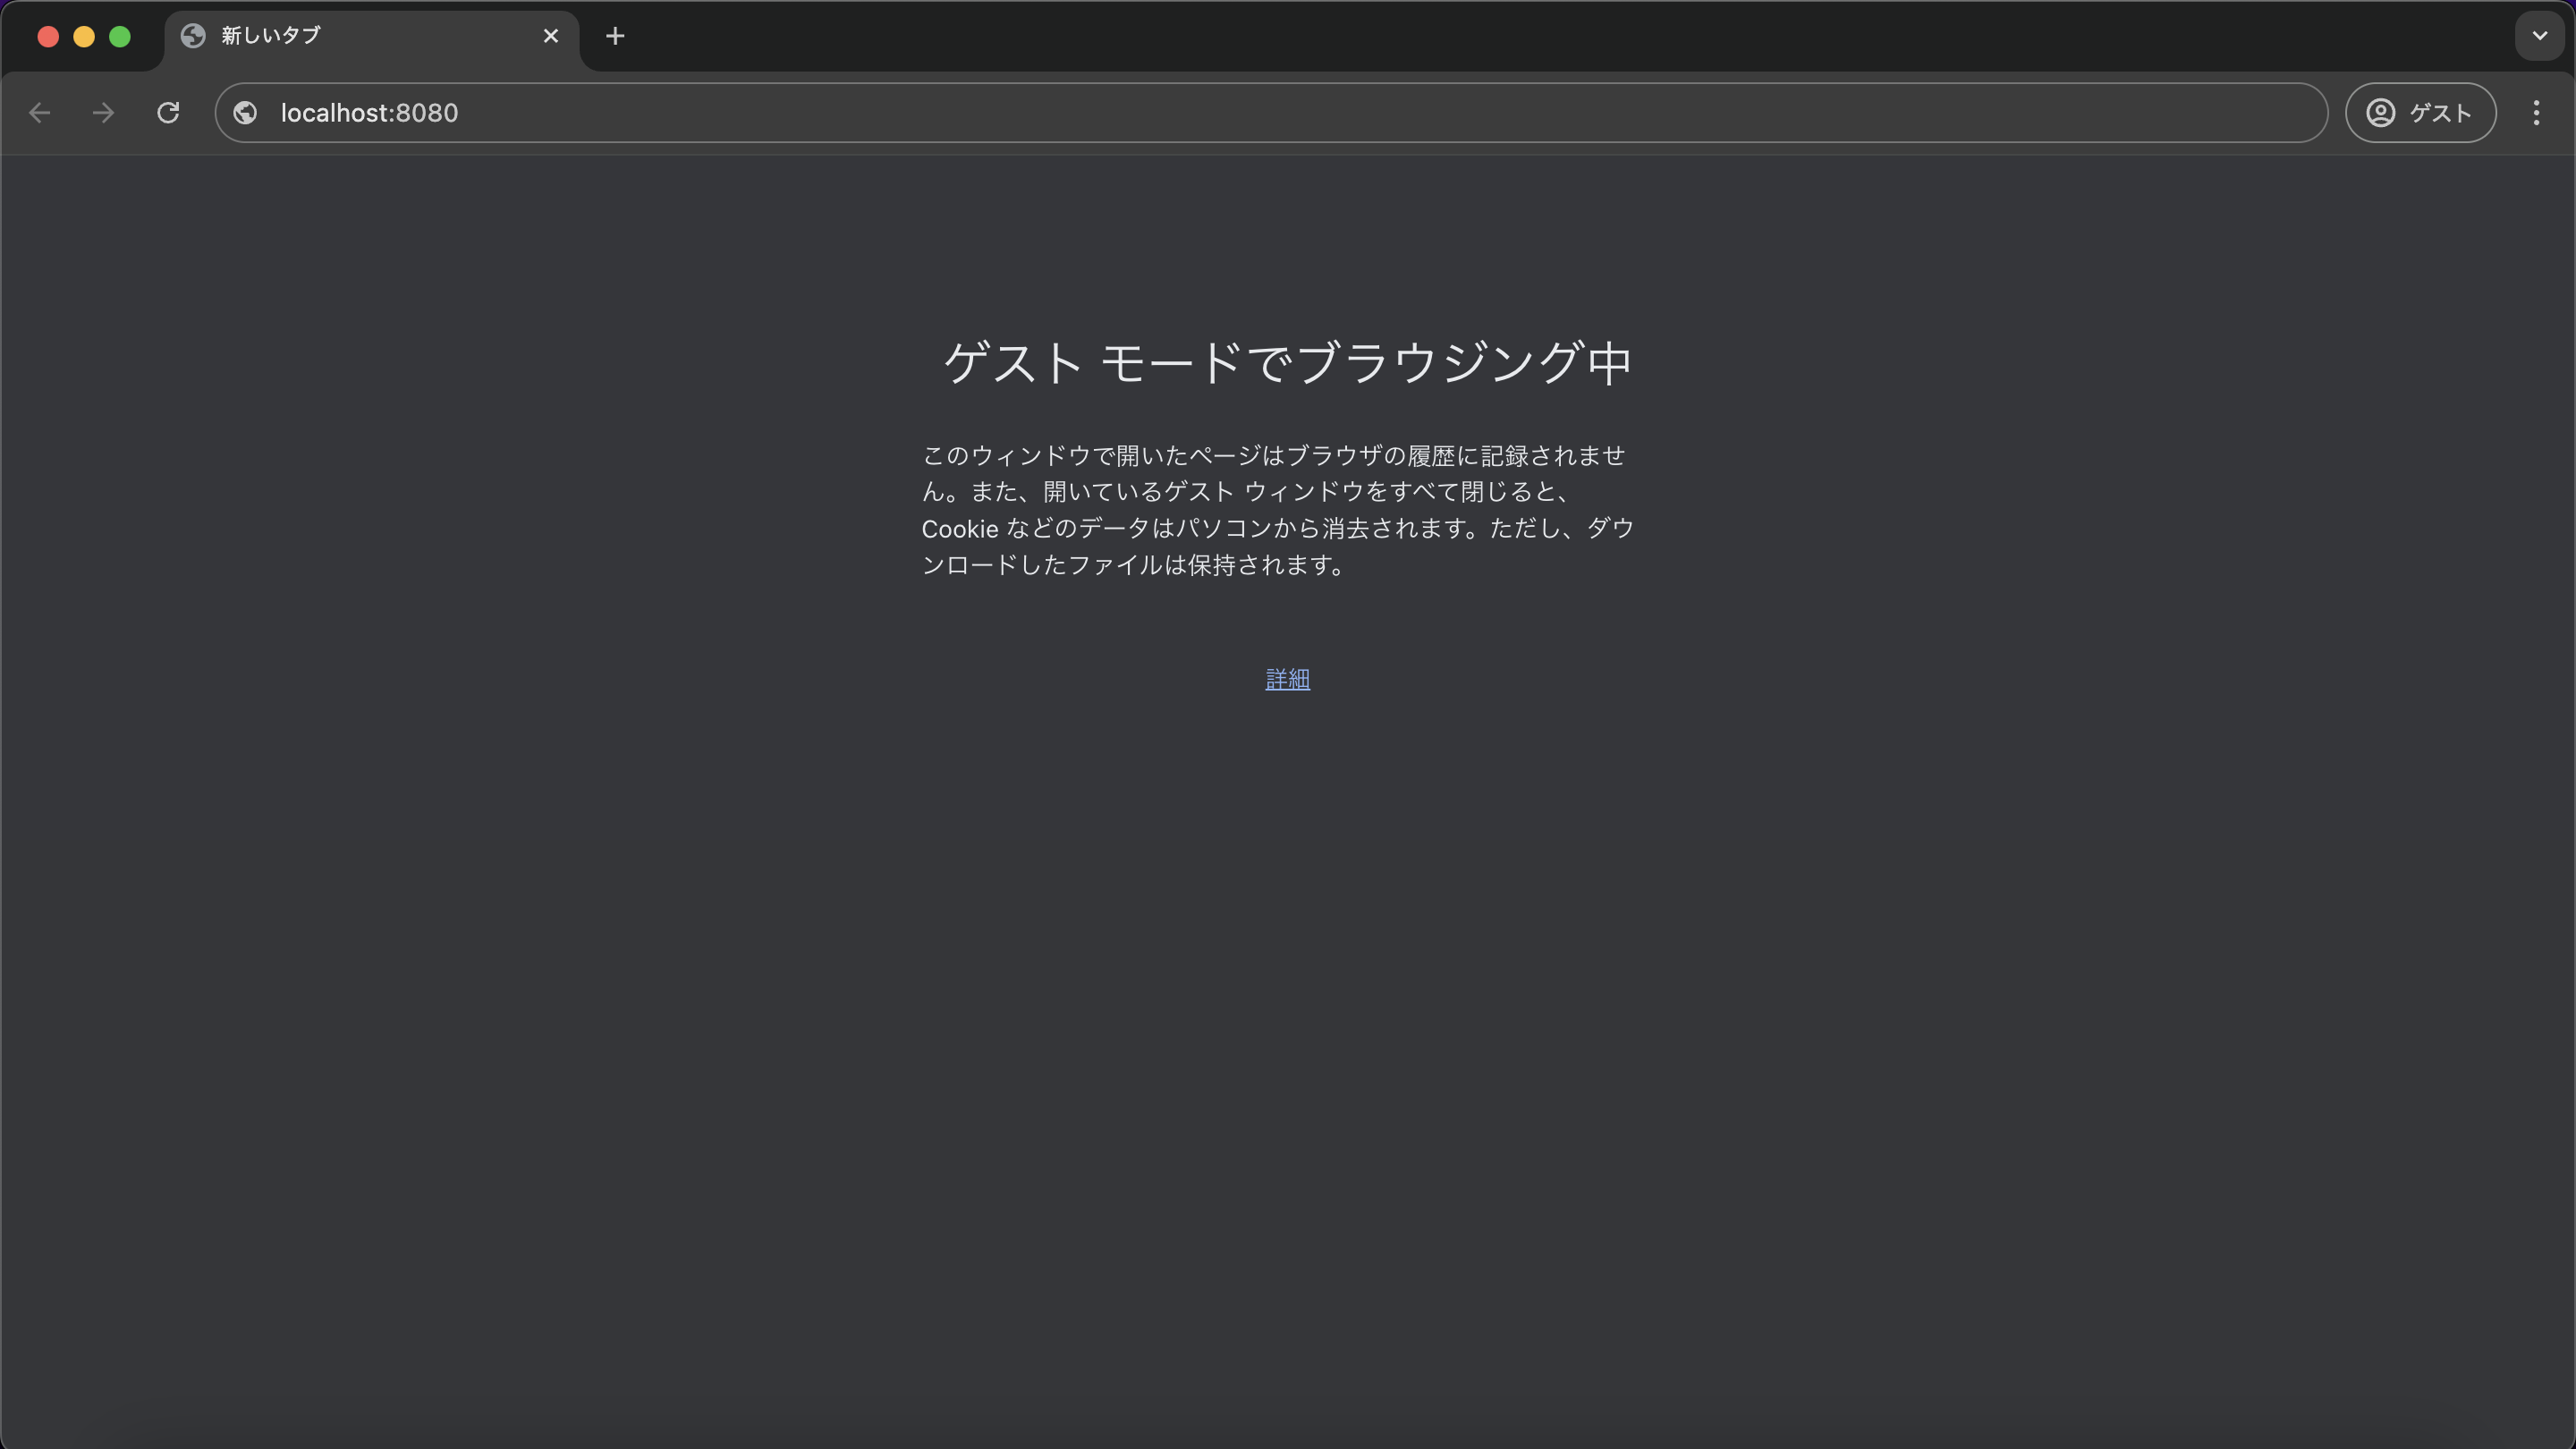 新しいタブ
localhost:8080
ゲスト
ゲスト モードでブラウジング中
このウィンドウで開いたページはブラウザの履歴に記録されませ
ん。また、開いているゲスト ウィンドウをすべて閉じると、
Cookie などのデータはパソコンから消去されます。ただし、ダウ
ンロードしたファイルは保持されます。
詳細